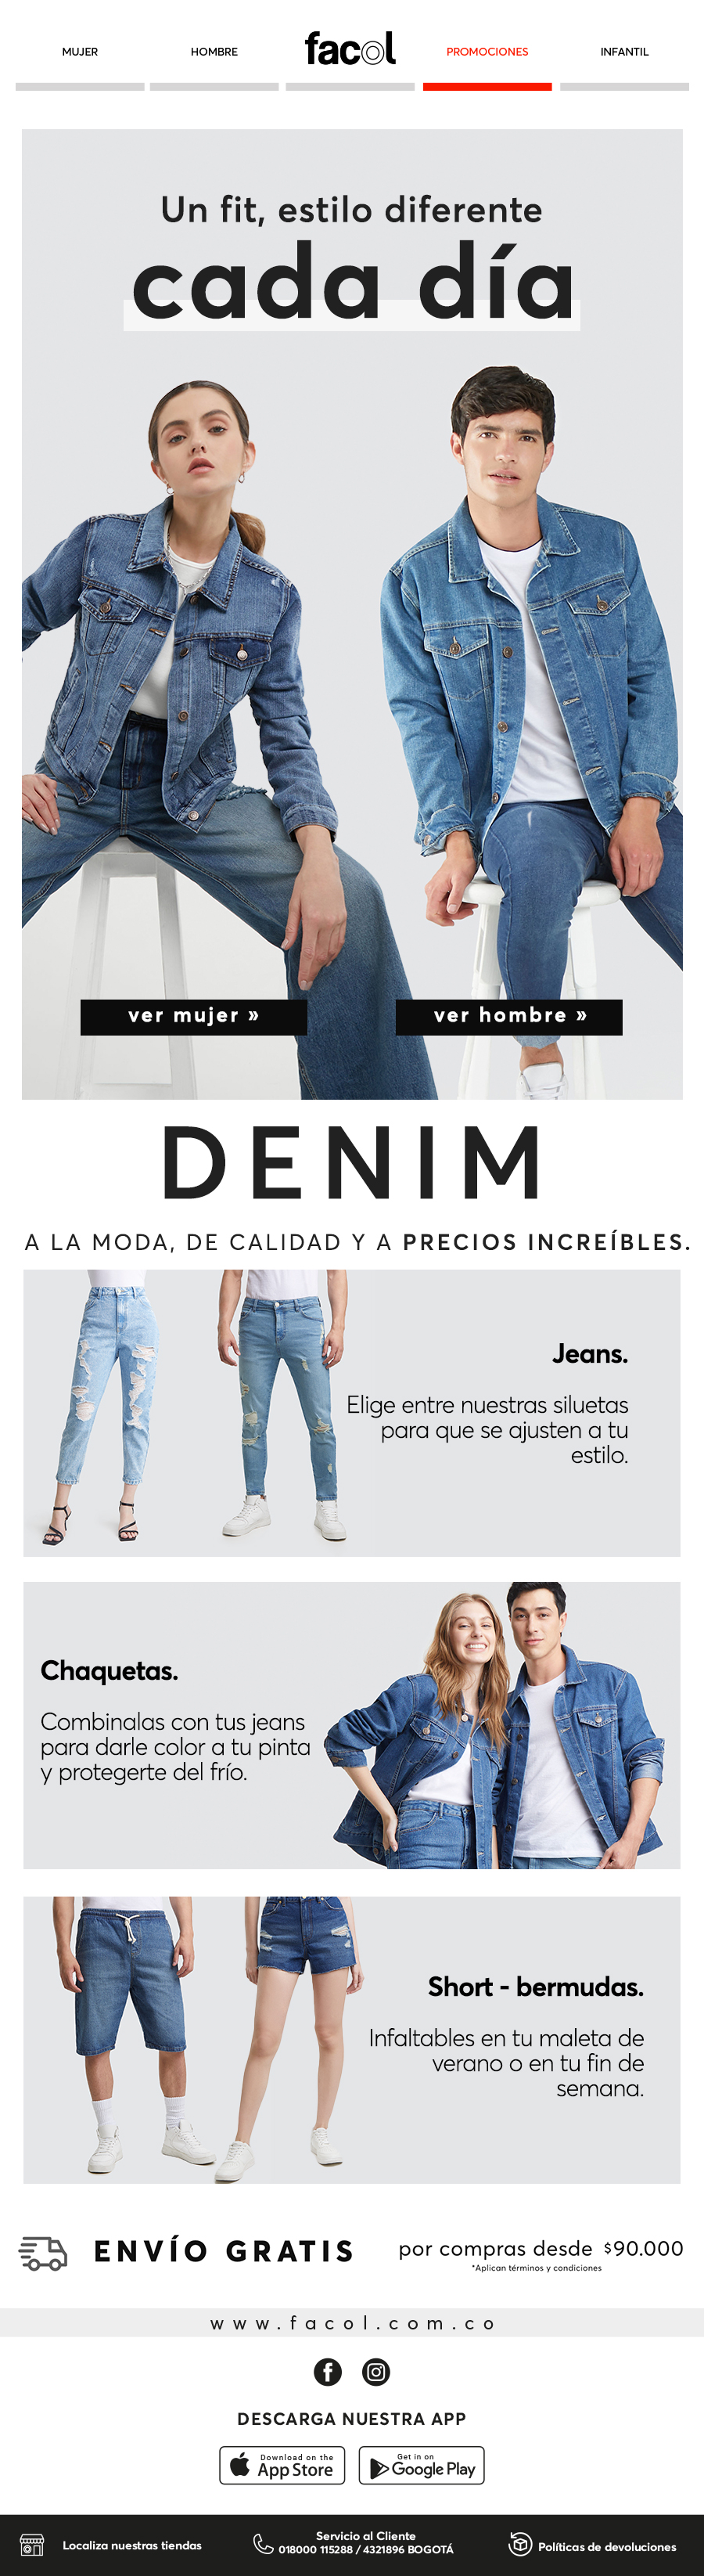 MUJER
HOMBRE
facol
PROMOCIONES
INFANTIL
Un fit, estilo diferente
cada día
ver mujer »
ver hombre »
DENIM
A LA MODA, DE CALIDAD Y A PRECIOS INCREÍBLES.
Jeans.
Elige entre nuestras siluetas
para que se ajusten a tu
estilo.
Chaquetas.
Combinalas con tus jeans
para darle color a tu pinta
y protegerte del frío.
Short - bermudas.
Infaltables en tu maleta de
verano o en tu fin de
semana.
ENVÍO GRATIS
por compras desde $90.000
*Aplican términos y condiciones
www.facol.com.co
DESCARGA NUESTRA APP
Download on the
App Store
Get in on
Google Play
Localiza nuestras tiendas
Servicio al Cliente
018000 115288 / 4321896 BOGOTÁ
Políticas de devoluciones